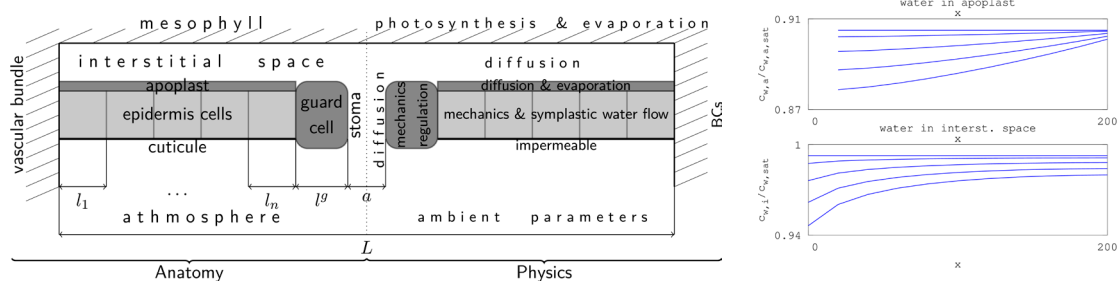 mesophyll
photosynthesis & evaporation
interstitial space
diffusion
vascular bundle
apoplast
diffusion & evaporation
epidermis cells
guard
cell
stoma
diffusion
mechanics
regulation
mechanics & symplastic water flow
BCs
cuticule
impermeable
l1
...
ln
lg
a
athmosphere
ambient parameters
L
Anatomy
Physics
water in apoplast
x
0.91
cw,a/cw,a,sat
0.87
0
200
water in interst. space
x
1
cw,i/cw,sat
0.94
0
200
x